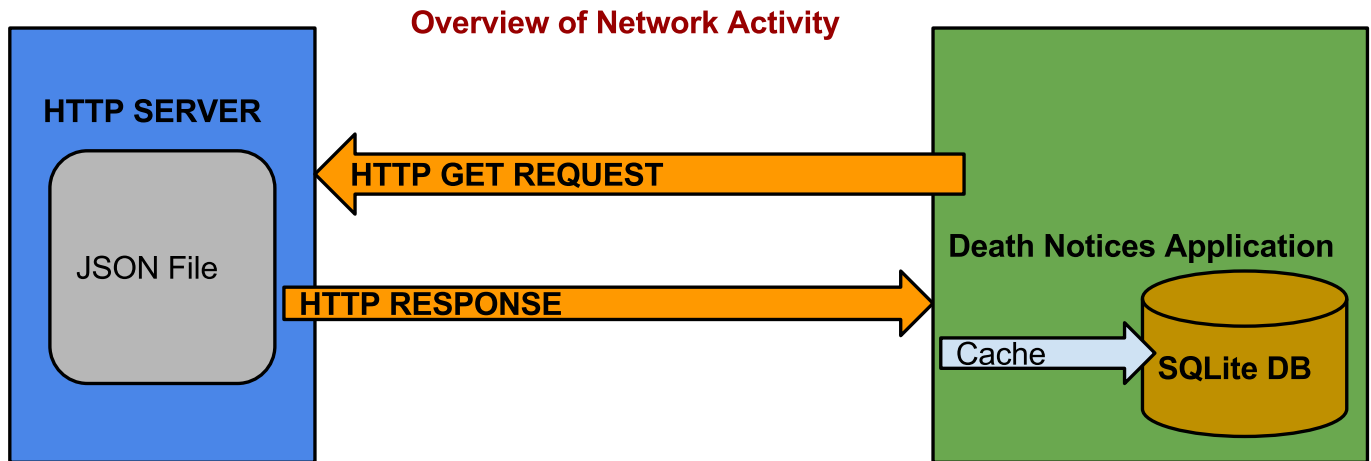 Overview of Network Activity
HTTP SERVER
HTTP GET REQUEST
Death Notices Application
JSON File
HTTP RESPONSE
Cache
SQLite DB